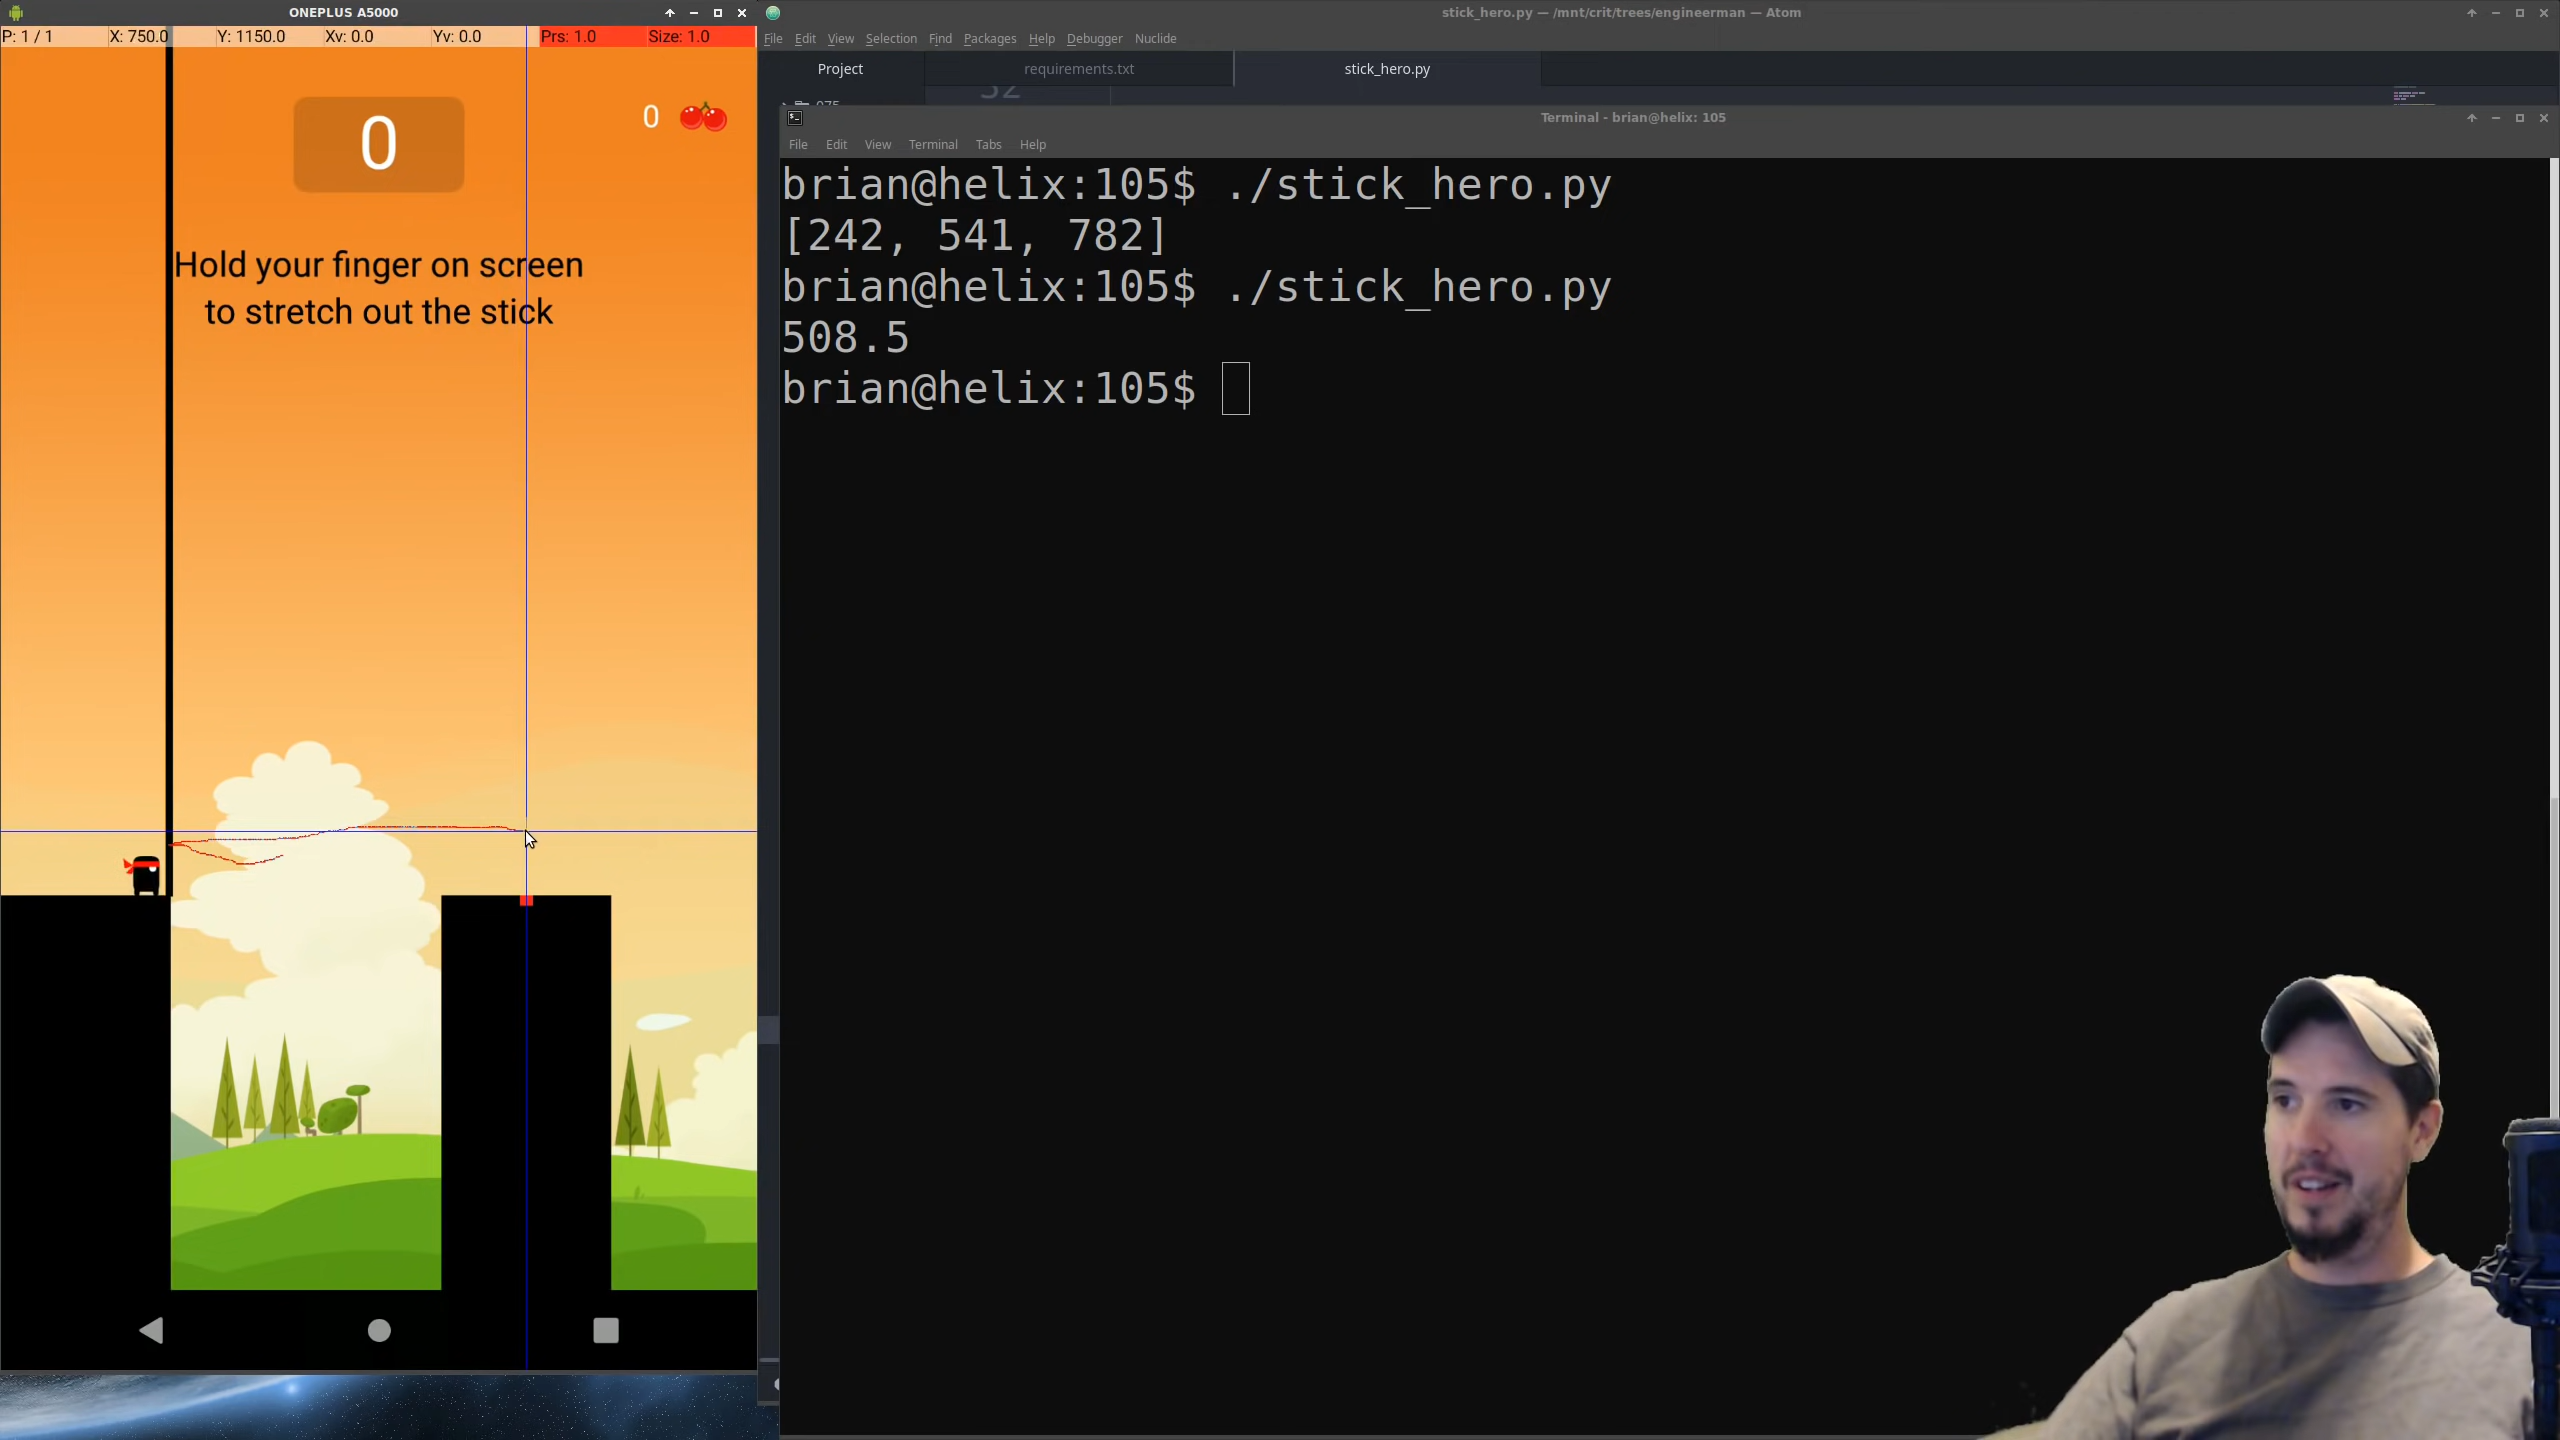 ONEPLUS A5000
P: 1 / 1 X: 750.0 Y: 1150.0 Xv: 0.0 Yv: 0.0 Prs: 1.0 Size: 1.0
0
0
Hold your finger on screen
to stretch out the stick
stick_hero.py — /mnt/crit/trees/engineerman — Atom
File Edit View Selection Find Packages Help Debugger Nuclide
Project requirements.txt stick_hero.py
Terminal - brian@helix: 105
File Edit View Terminal Tabs Help
brian@helix:105$ ./stick_hero.py
[242, 541, 782]
brian@helix:105$ ./stick_hero.py
508.5
brian@helix:105$